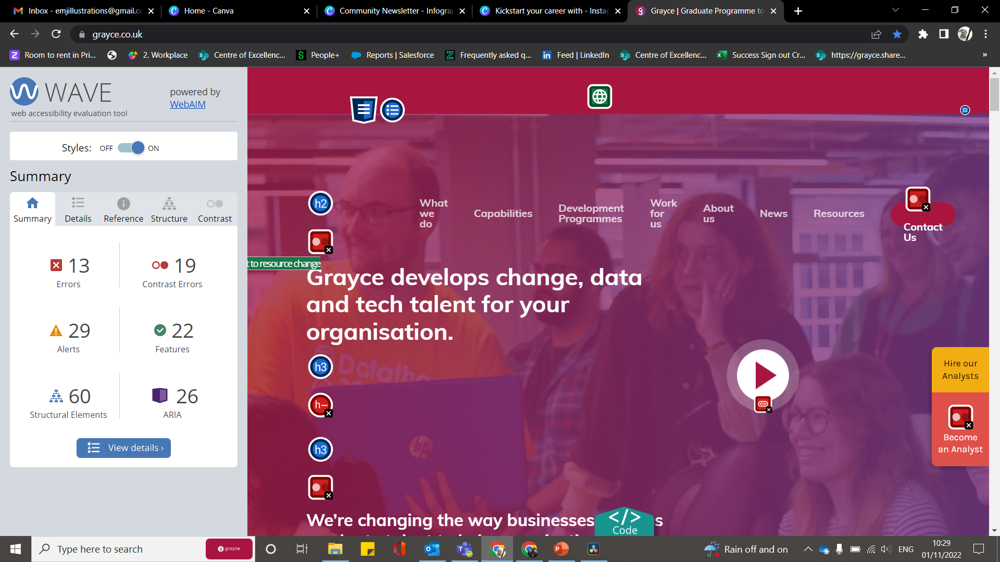 Inbox - emjillustrations@gmail.cc
Home - Canva
Community Newsletter - Infogra
Kickstart your career with - Insta
Grayce | Graduate Programme to
grayce.co.uk
Room to rent in Pri...
2. Workplace
Centre of Excellenc...
People+
Reports | Salesforce
Frequently asked q...
Feed | LinkedIn
Centre of Excellenc...
Success Sign out Cr...
https://grayce.share...
»
WAVE
web accessibility evaluation tool
powered by
WebAIM
Styles: OFF ON
Summary
Summary
Details
Reference
Structure
Contrast
13
Errors
19
Contrast Errors
29
Alerts
22
Features
60
Structural Elements
26
ARIA
View details ›
h2
What
we
do
Capabilities
Development
Programmes
Work
for
us
About
us
News
Resources
Contact
Us
t to resource change
Grayce develops change, data
and tech talent for your
organisation.
h3
h–
h3
hp
Hire our
Analysts
Become
an Analyst
We're changing the way businesses
s
</>
Code
Type here to search
grayce
Rain off and on
ENG
10:29
01/11/2022